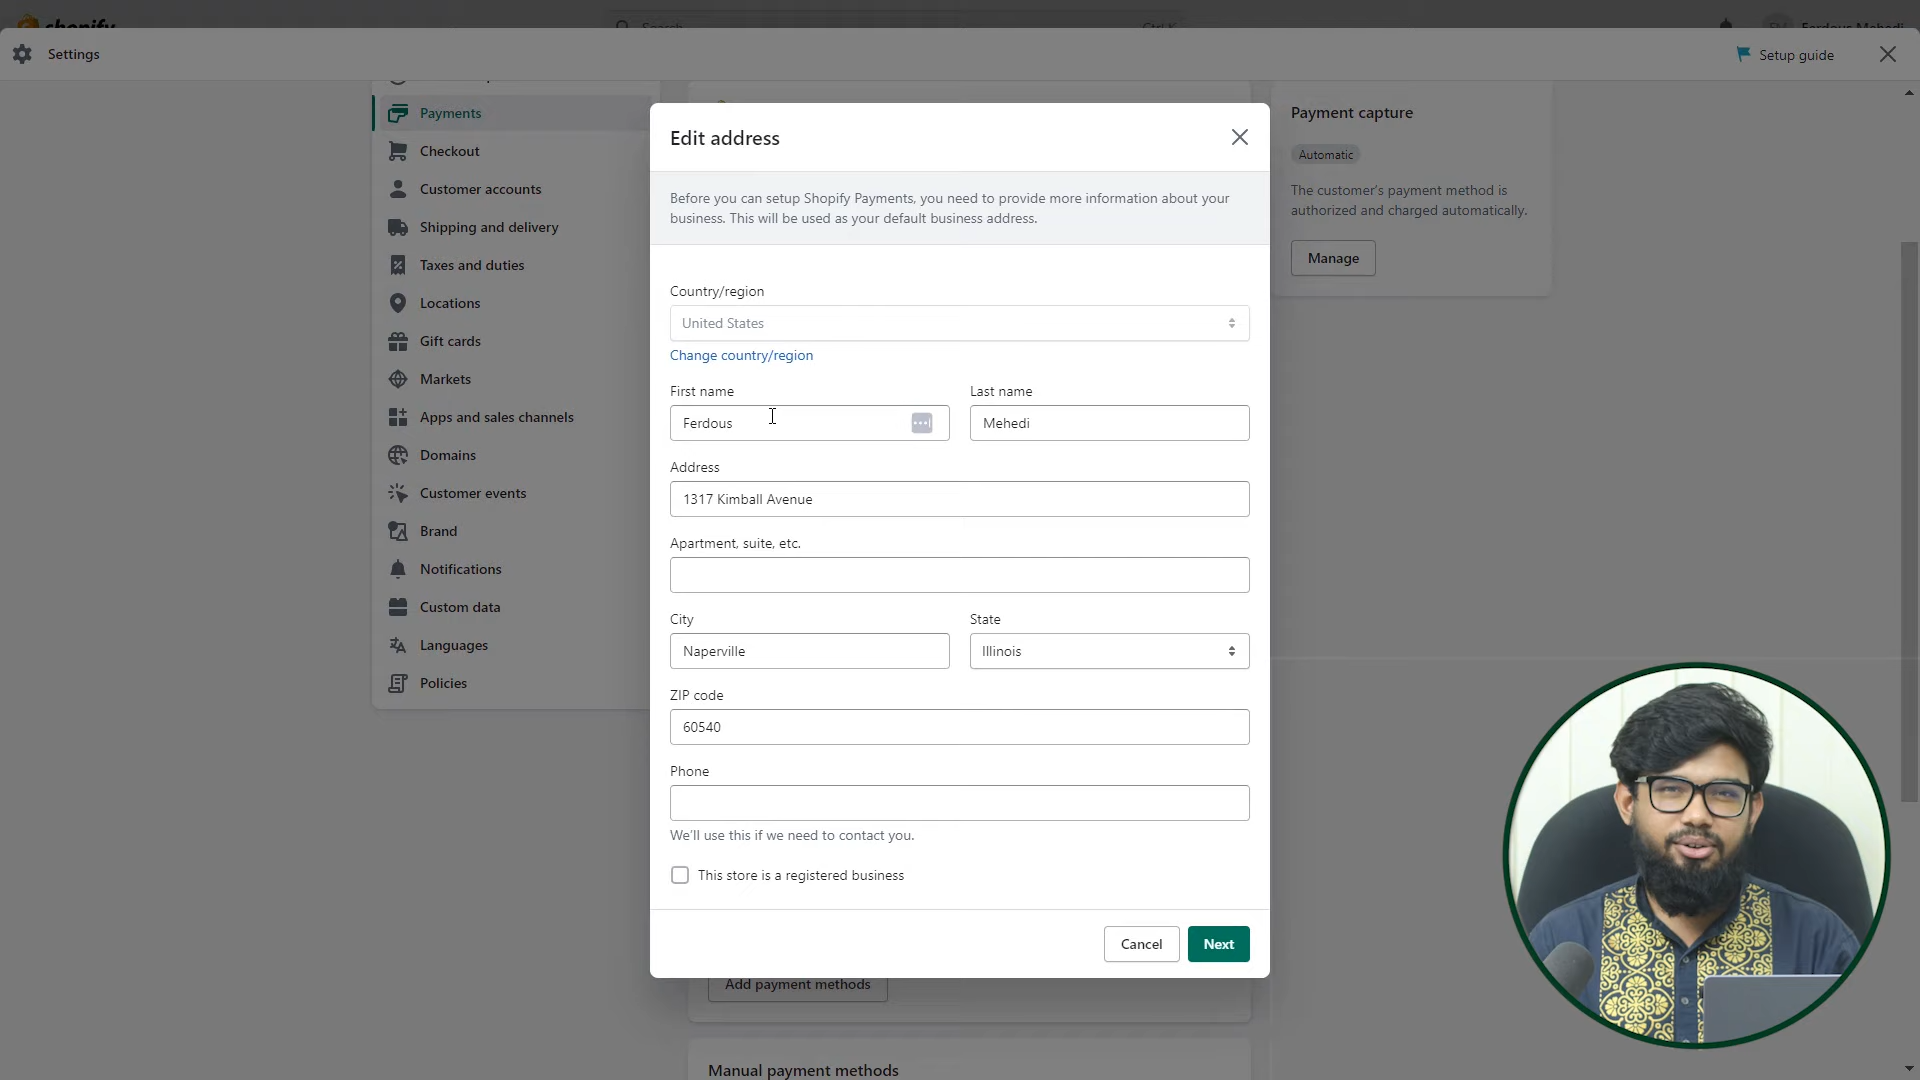 shopify
Search
Ctrl K
Settings
Setup guide
Payments
Checkout
Customer accounts
Shipping and delivery
Taxes and duties
Locations
Gift cards
Markets
Apps and sales channels
Domains
Customer events
Brand
Notifications
Custom data
Languages
Policies
Edit address
Before you can setup Shopify Payments, you need to provide more information about your
business. This will be used as your default business address.
Country/region
United States
Change country/region
First name
Last name
Ferdous
Mehedi
Address
1317 Kimball Avenue
Apartment, suite, etc.
City
State
Naperville
Illinois
ZIP code
60540
Phone
We'll use this if we need to contact you.
This store is a registered business
Cancel
Next
Add payment methods
Manual payment methods
Payment capture
Automatic
The customer's payment method is
authorized and charged automatically.
Manage